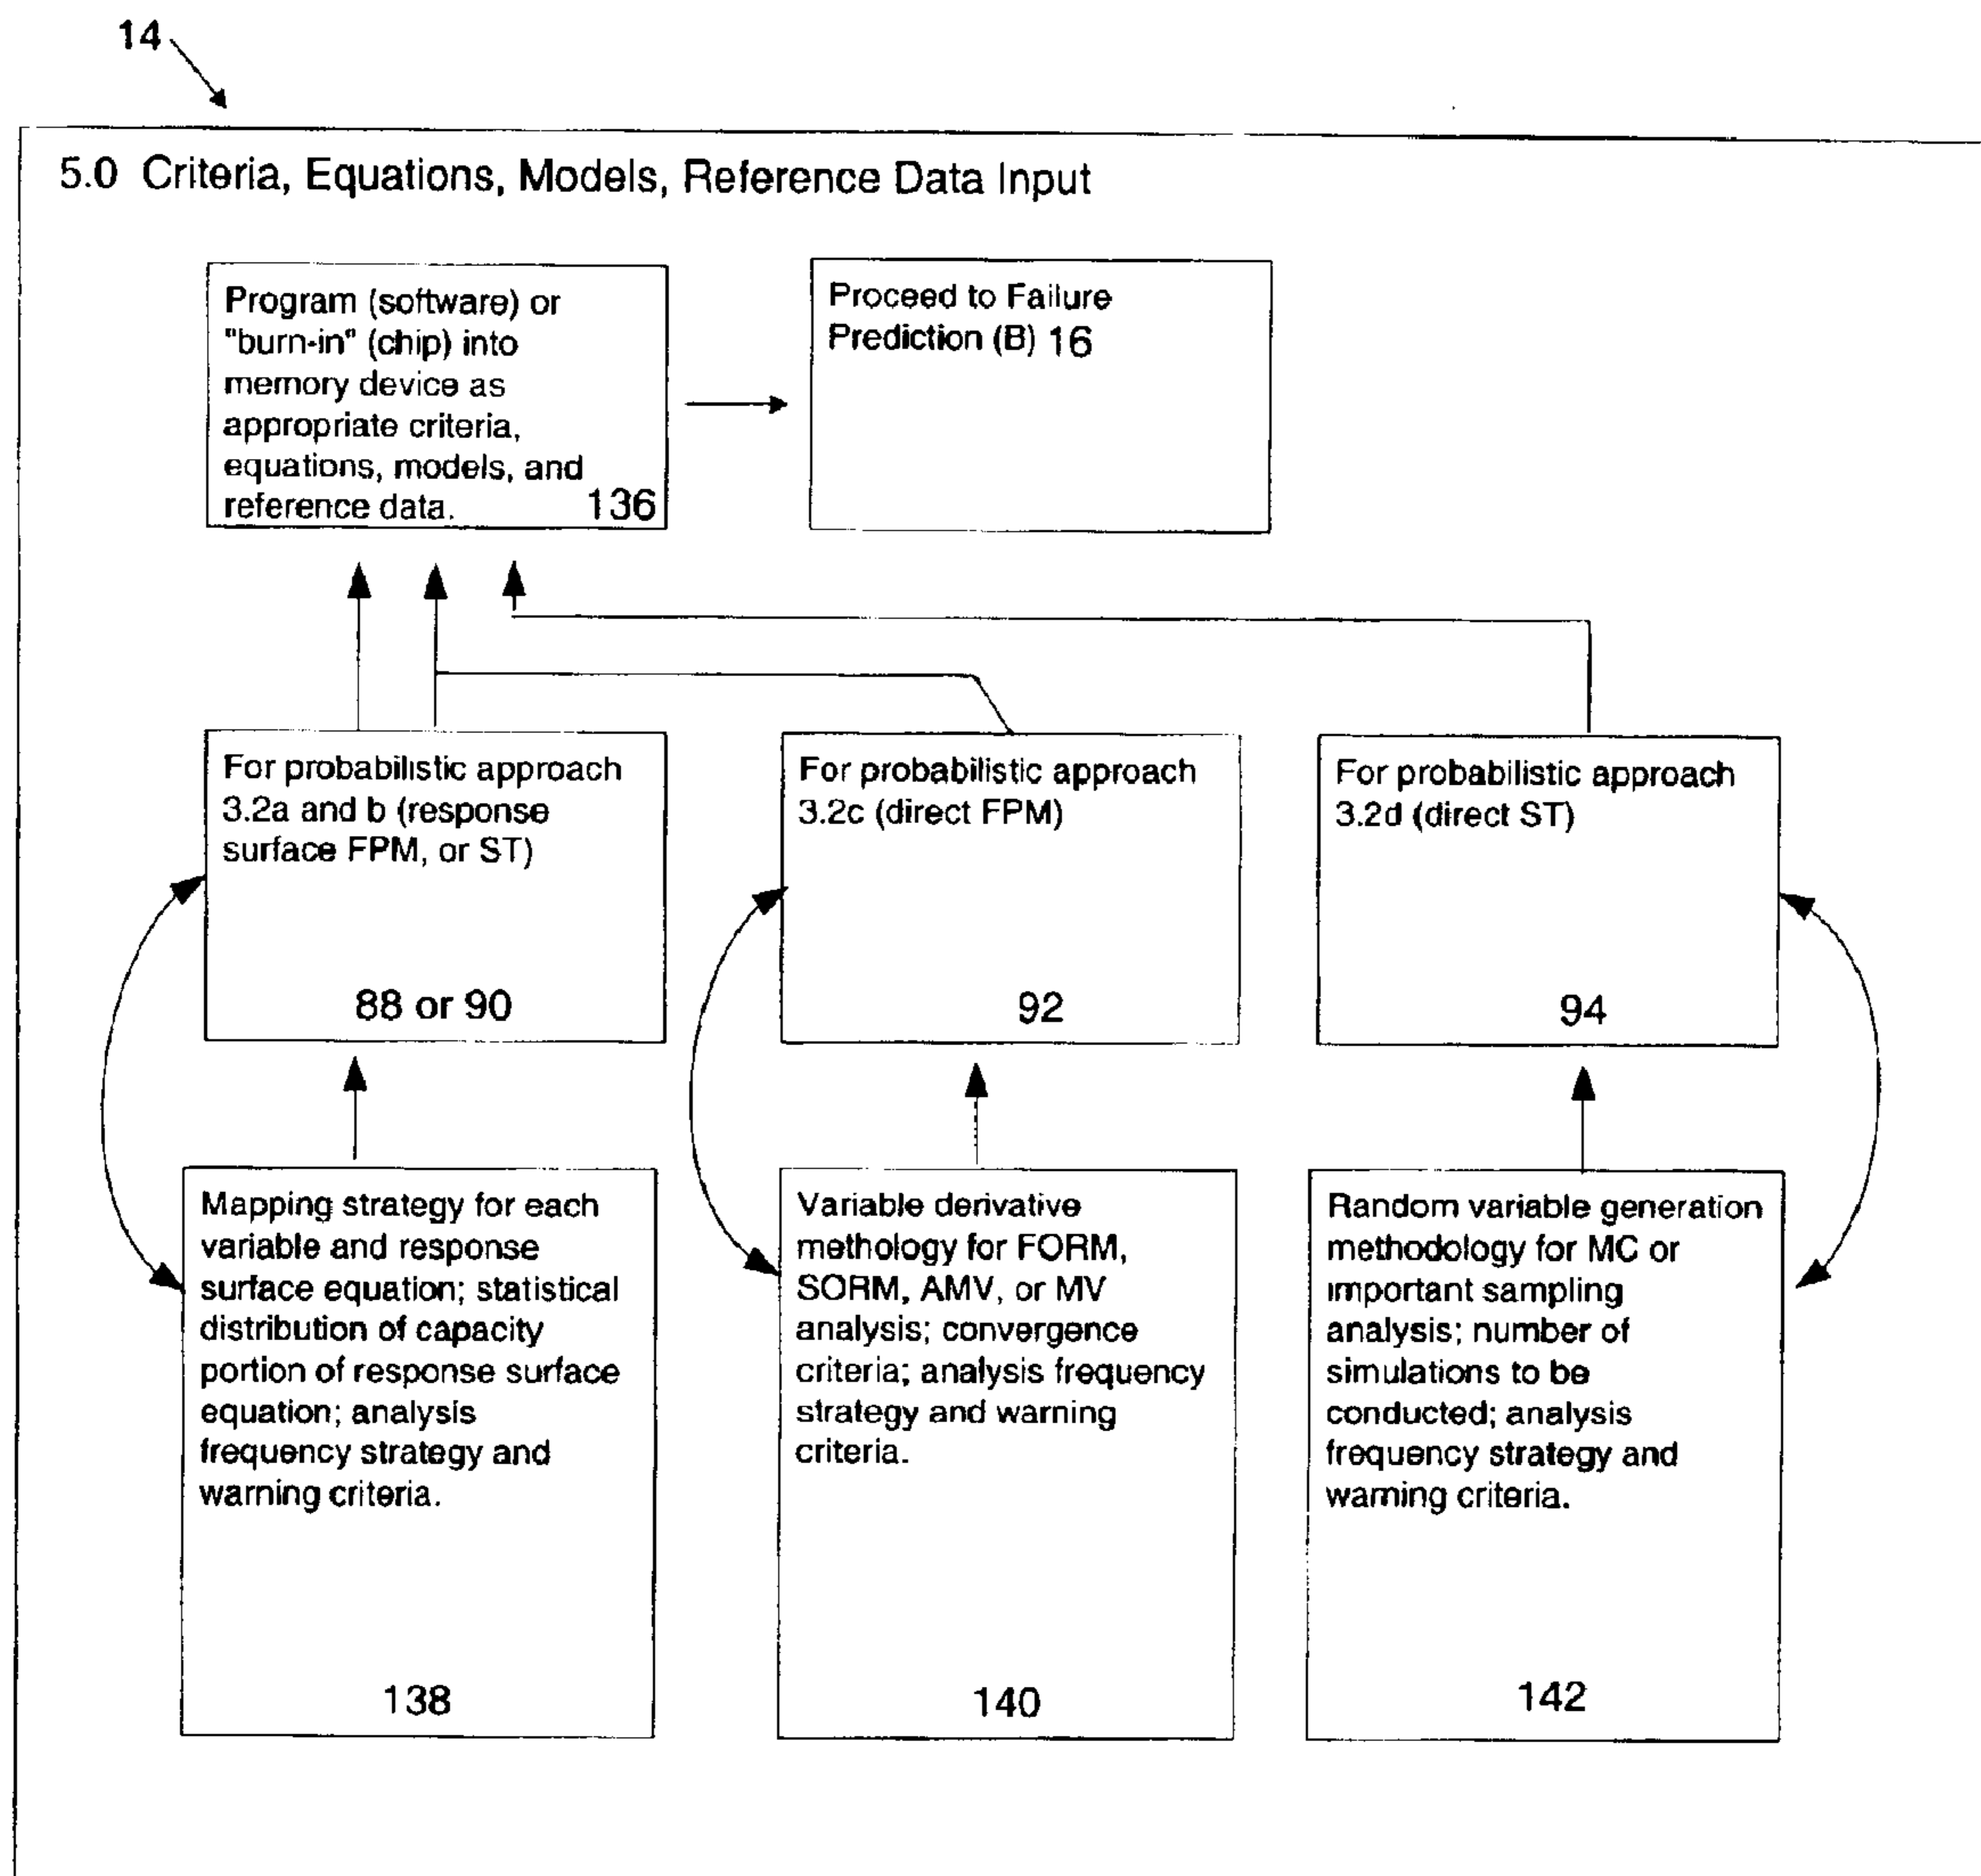 14
5.0 Criteria, Equations, Models, Reference Data Input
Program (software) or
"burn-in" (chip) into
memory device as
appropriate criteria,
equations, models, and
reference data. 136
Proceed to Failure
Prediction (B) 16
For probabilistic approach
3.2a and b (response
surface FPM, or ST)
88 or 90
For probabilistic approach
3.2c (direct FPM)
92
For probabilistic approach
3.2d (direct ST)
94
Mapping strategy for each
variable and response
surface equation; statistical
distribution of capacity
portion of response surface
equation; analysis
frequency strategy and
warning criteria.
138
Variable derivative
methology for FORM,
SORM, AMV, or MV
analysis; convergence
criteria; analysis frequency
strategy and warning
criteria.
140
Random variable generation
methodology for MC or
important sampling
analysis; number of
simulations to be
conducted; analysis
frequency strategy and
warning criteria.
142